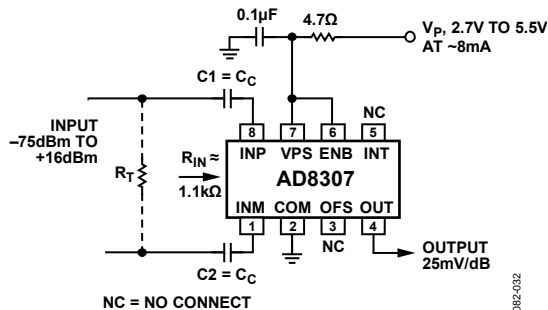 0.1µF
4.7Ω
VP, 2.7V TO 5.5V
AT ~8mA
C1 = CC
NC
INPUT
–75dBm TO
+16dBm
8
7
6
5
INP
VPS
ENB
INT
RT
RIN ≈
1.1kΩ
AD8307
INM
COM
OFS
OUT
1
2
3
4
NC
OUTPUT
25mV/dB
C2 = CC
NC = NO CONNECT
082-032